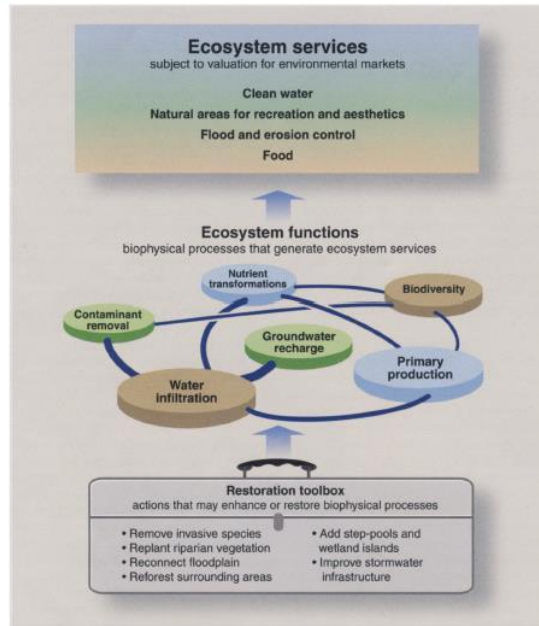 Ecosystem services
subject to valuation for environmental markets
Clean water
Natural areas for recreation and aesthetics
Flood and erosion control
Food
Ecosystem functions
biophysical processes that generate ecosystem services
Nutrient
transformations
Biodiversity
Contaminant
removal
Groundwater
recharge
Primary
production
Water
infiltration
Restoration toolbox
actions that may enhance or restore biophysical processes
• Remove invasive species
• Replant riparian vegetation
• Reconnect floodplain
• Reforest surrounding areas
• Add step-pools and
wetland islands
• Improve stormwater
infrastructure